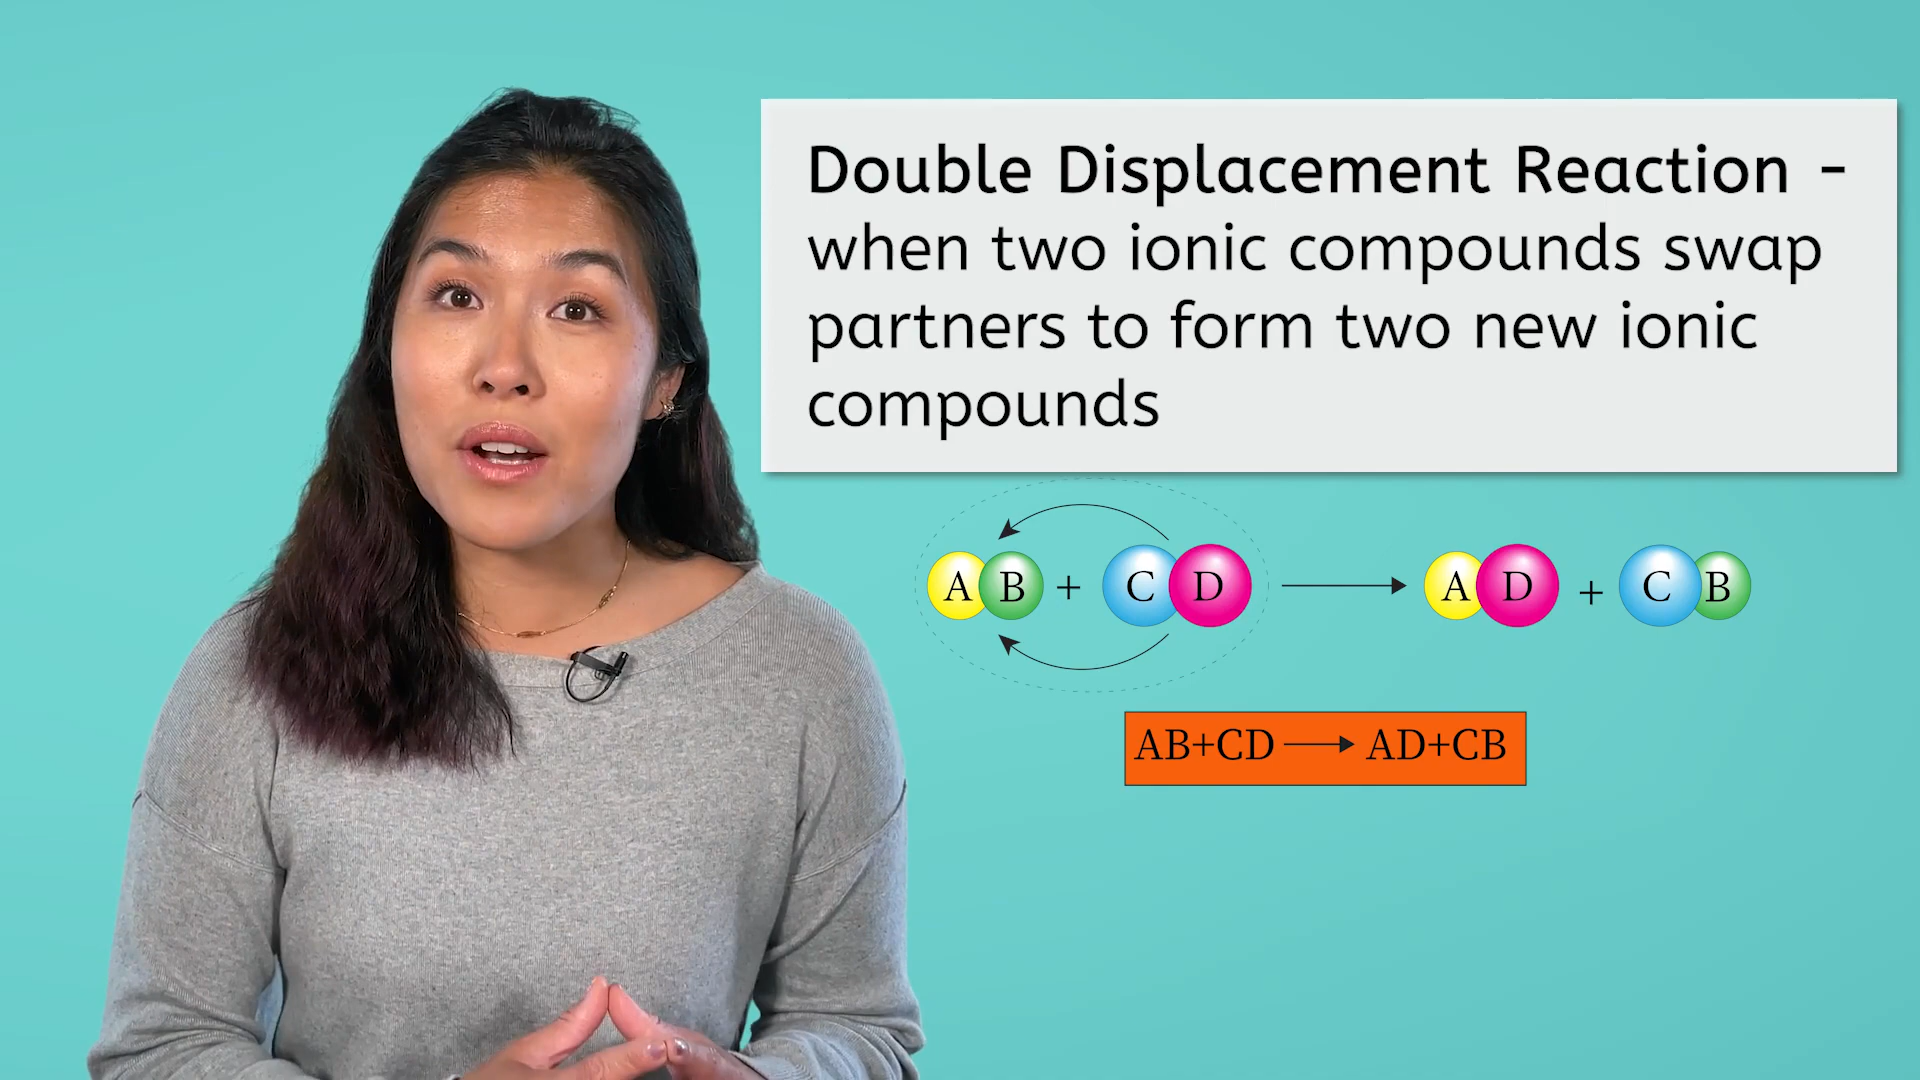 Double Displacement Reaction -
when two ionic compounds swap
partners to form two new ionic
compounds
A B + C D → A D + C B
AB+CD → AD+CB